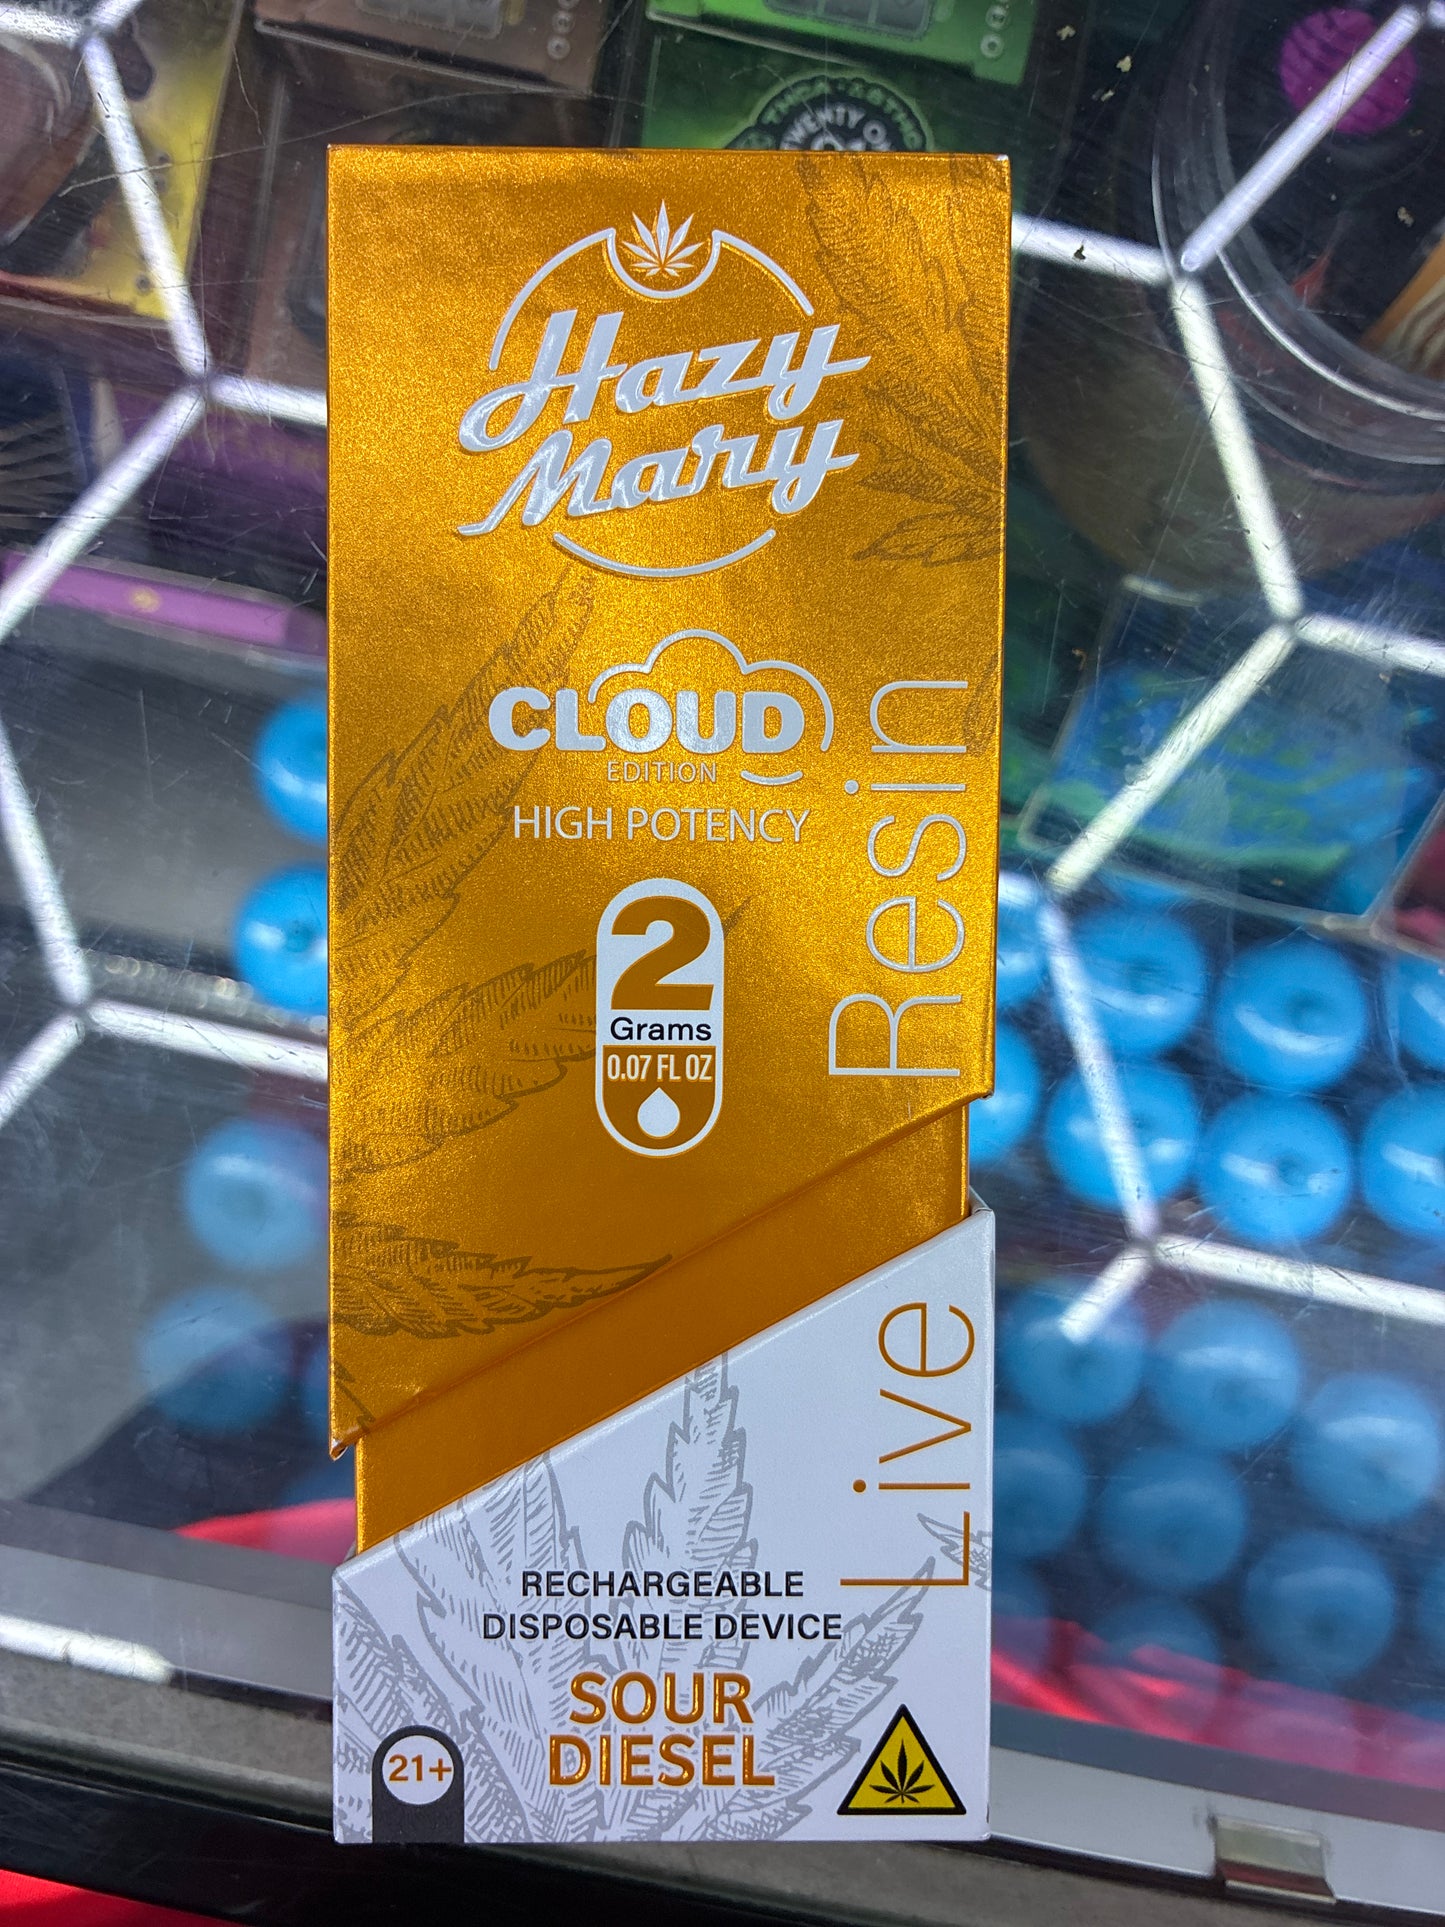 Hazy
Mary
CLOUD
EDITION
HIGH POTENCY
2
Grams
0.07 FL OZ
Live Resin
RECHARGEABLE
DISPOSABLE DEVICE
SOUR
DIESEL
21+